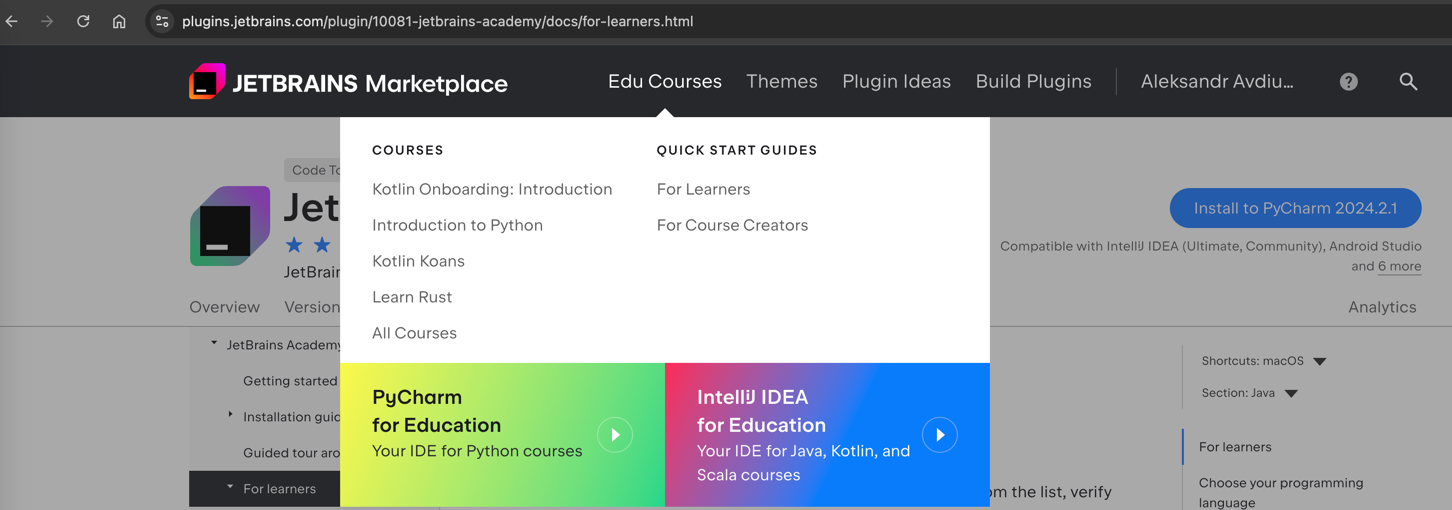 plugins.jetbrains.com/plugin/10081-jetbrains-academy/docs/for-learners.html
JETBRAINS Marketplace
Edu Courses
Themes
Plugin Ideas
Build Plugins
Aleksandr Avdiu...
COURSES
Kotlin Onboarding: Introduction
Introduction to Python
Kotlin Koans
Learn Rust
All Courses
QUICK START GUIDES
For Learners
For Course Creators
PyCharm
for Education
Your IDE for Python courses
IntelliJ IDEA
for Education
Your IDE for Java, Kotlin, and
Scala courses
Code To
Jet
JetBrain
Install to PyCharm 2024.2.1
Compatible with IntelliJ IDEA (Ultimate, Community), Android Studio
and 6 more
Overview
Version
Analytics
JetBrains Academy
Getting started
Installation guid
Guided tour aro
For learners
om the list, verify
Shortcuts: macOS
Section: Java
For learners
Choose your programming
language